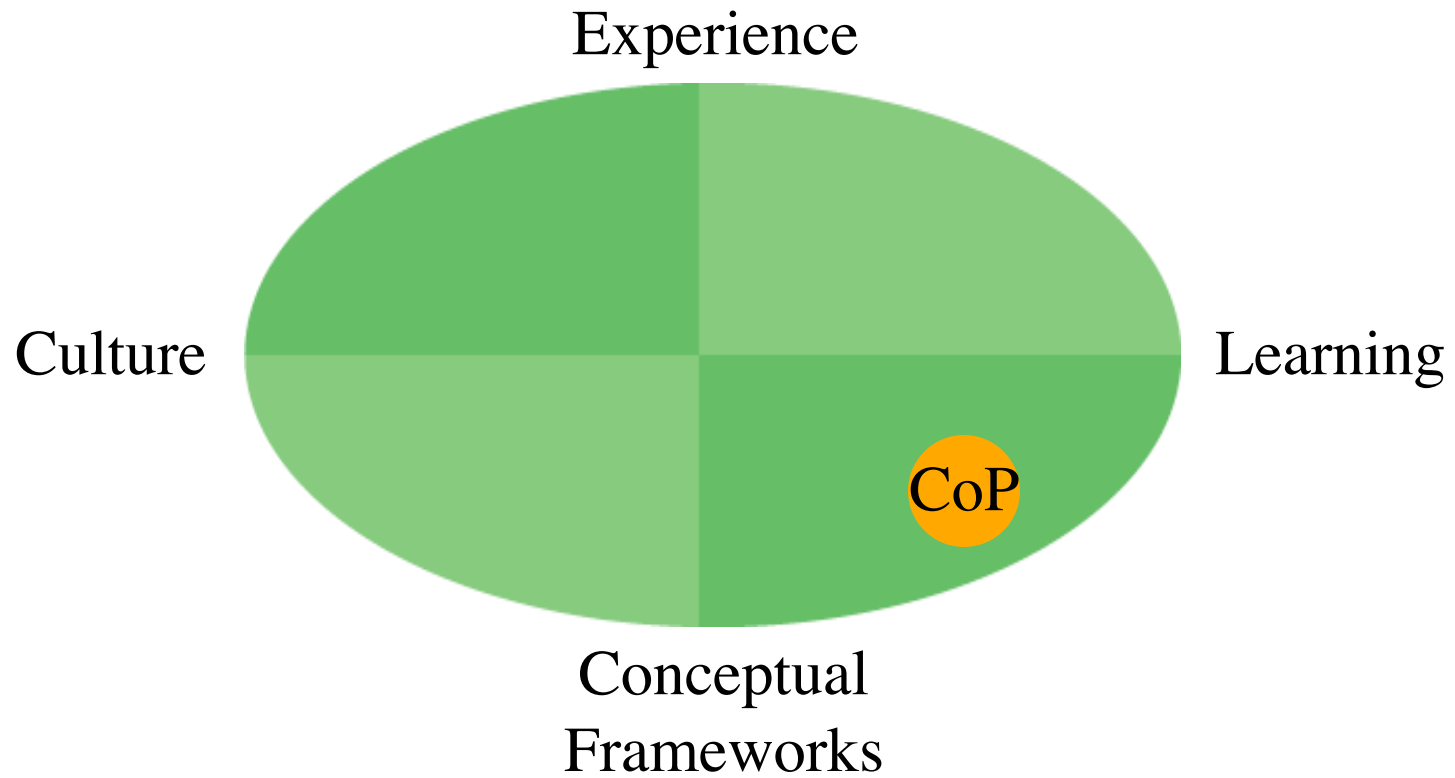 Experience
Culture
Learning
CoP
Conceptual
Frameworks